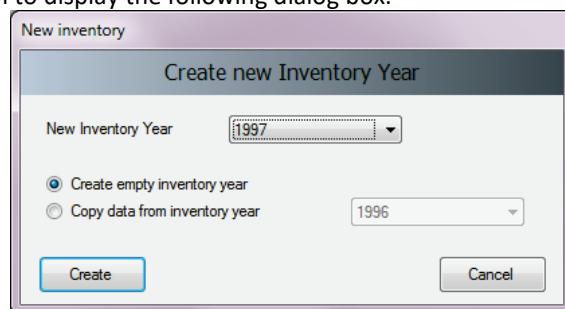 to display the following dialog box:
New inventory
Create new Inventory Year
New Inventory Year 1997
Create empty inventory year
Copy data from inventory year 1996
Create Cancel